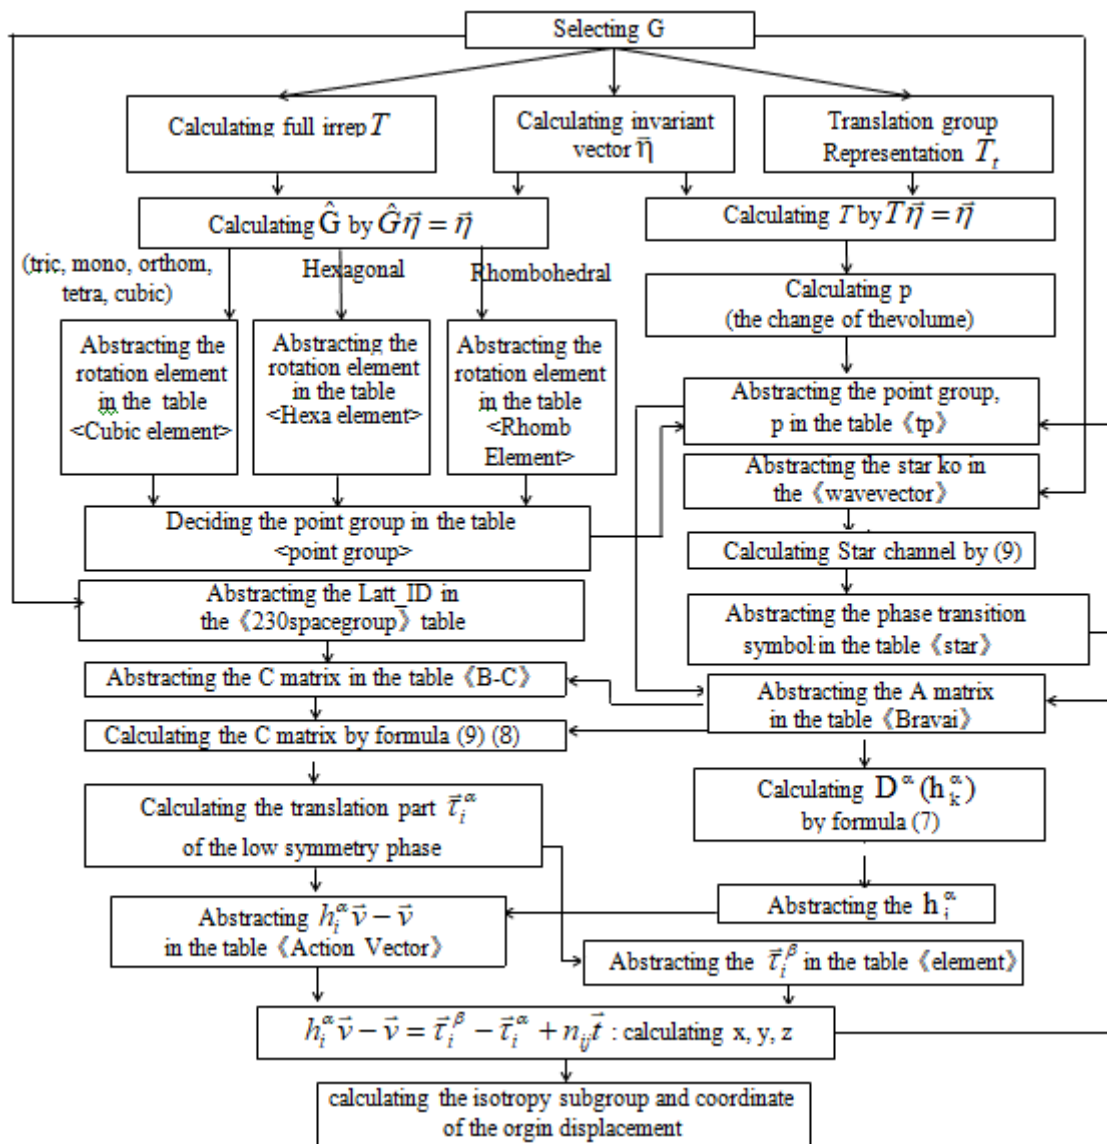 Selecting G
Calculating full irrep T
Calculating invariant
vector η⃗
Translation group
Representation T_t
Calculating Ĝ by Ĝη⃗ = η⃗
Calculating T by Tη⃗ = η⃗
(tric, mono, orthom,
tetra, cubic)
Hexagonal
Rhombohedral
Calculating p
(the change of thevolume)
Abstracting the
rotation element
in the table
<Cubic element>
Abstracting the
rotation element
in the table
<Hexa element>
Abstracting the
rotation element
in the table
<Rhomb
Element>
Abstracting the point group,
p in the table《tp》
Abstracting the star ko in
the《wavevector》
Deciding the point group in the table
<point group>
Calculating Star channel by (9)
Abstracting the Latt_ID in
the《230spacegroup》table
Abstracting the phase transition
symbol in the table《star》
Abstracting the C matrix in the table《B-C》
Abstracting the A matrix
in the table《Bravai》
Calculating the C matrix by formula (9) (8)
Calculating D^α(h_k^α)
by formula (7)
Calculating the translation part τ⃗_i^α
of the low symmetry phase
Abstracting the h_i^α
Abstracting h_i^α v⃗ − v⃗
in the table《Action Vector》
Abstracting the τ⃗_i^β in the table《element》
h_i^α v⃗ − v⃗ = τ⃗_i^β − τ⃗_i^α + n_ij t⃗ : calculating x, y, z
calculating the isotropy subgroup and coordinate
of the orgin displacement